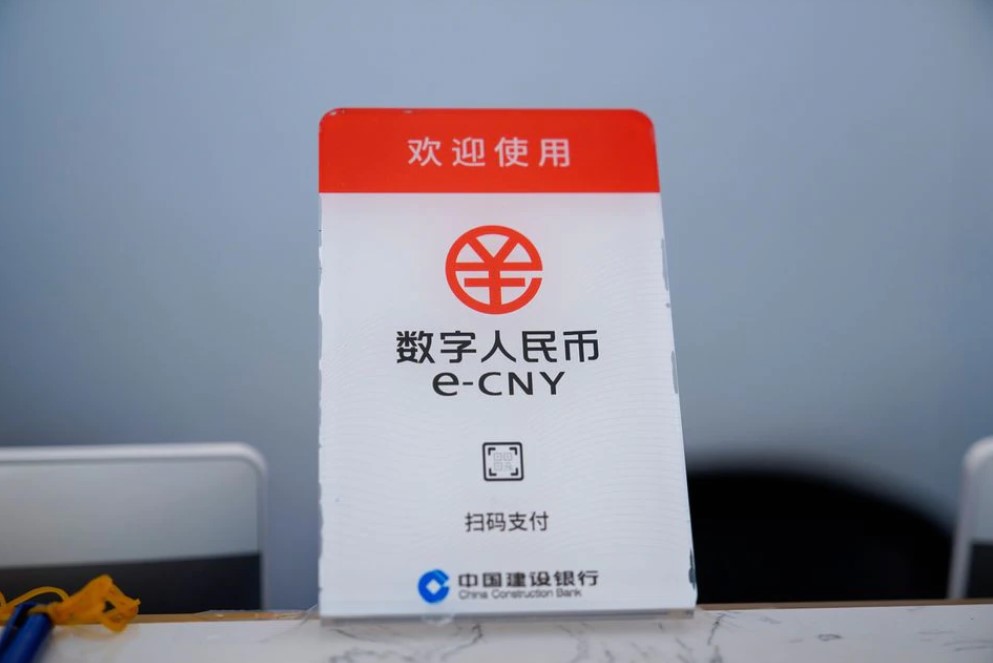 欢迎使用
数字人民币
e-CNY
扫码支付
中国建设银行
China Construction Bank